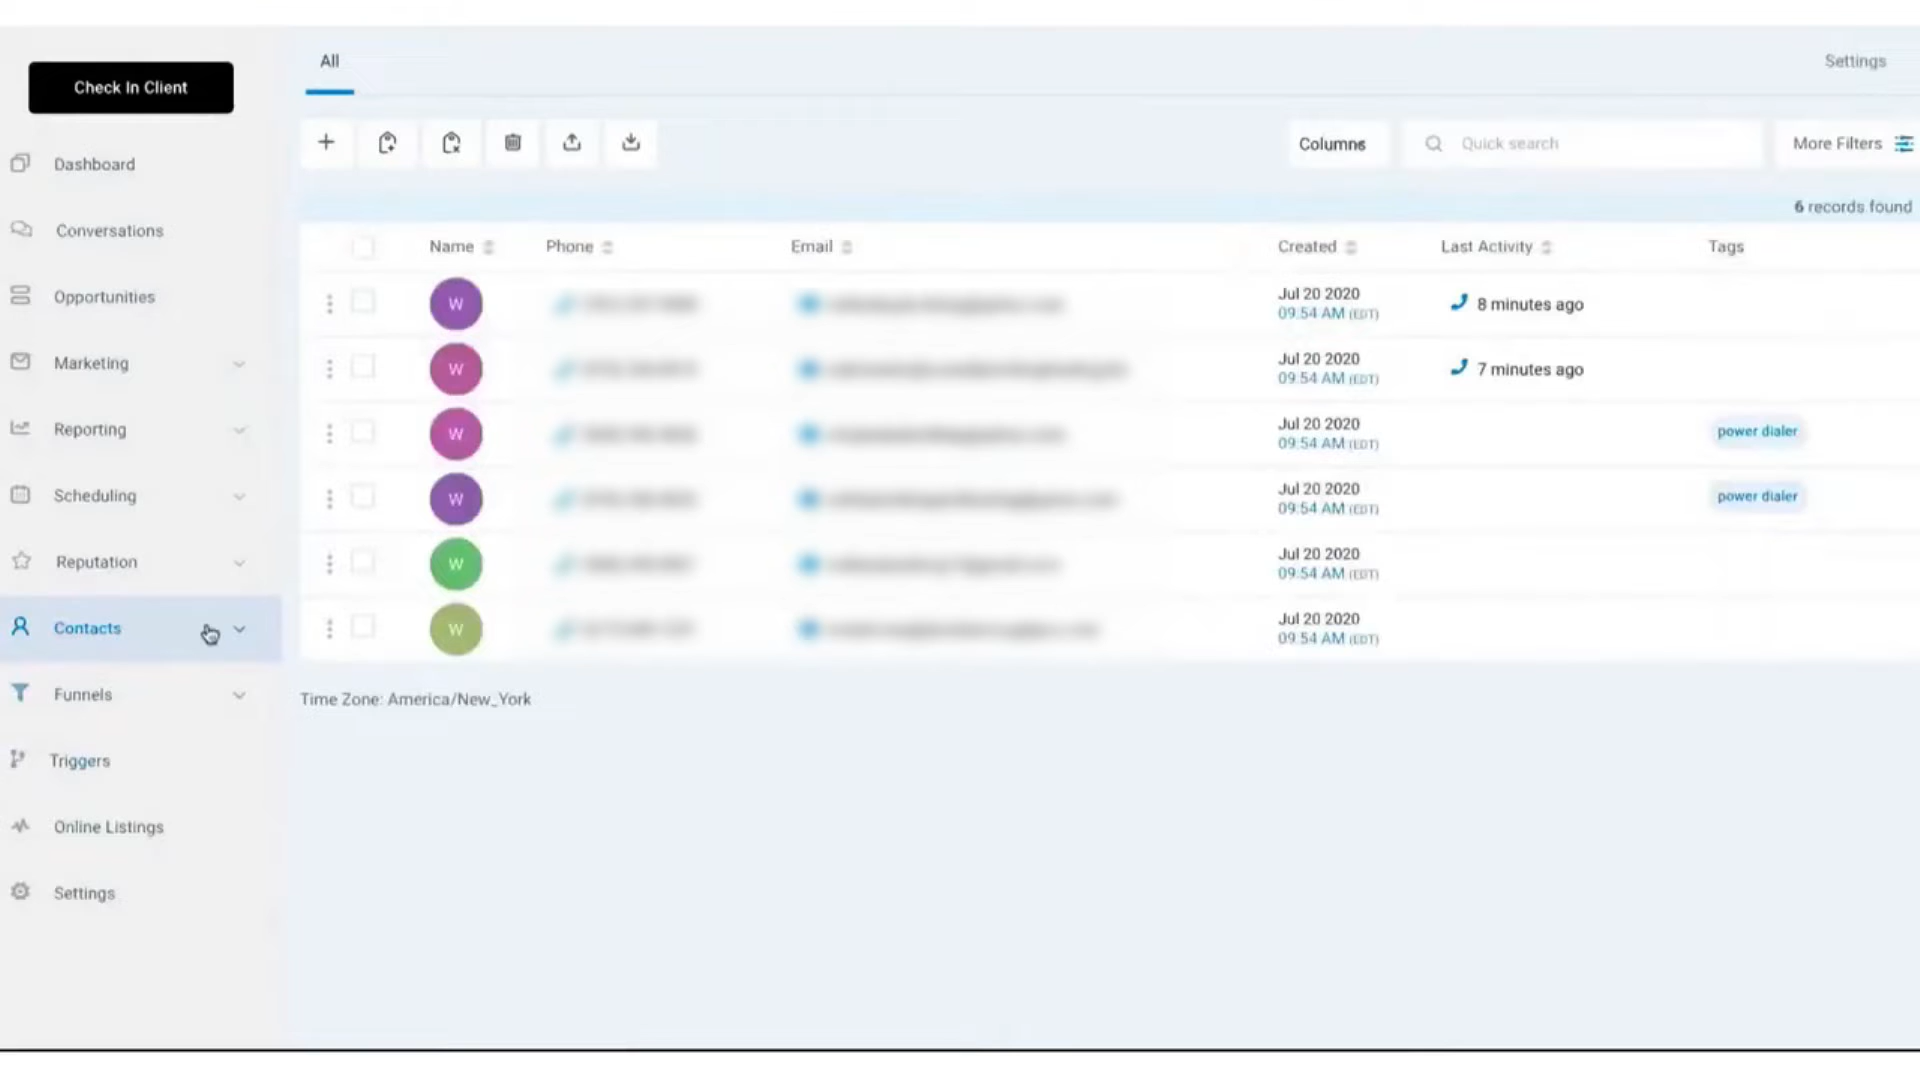 Check In Client
Dashboard
Conversations
Opportunities
Marketing
Reporting
Scheduling
Reputation
Contacts
Funnels
Triggers
Online Listings
Settings
All
Settings
Columns
Quick search
More Filters
6 records found
Name Phone Email Created Last Activity Tags
W Jul 20 2020
09:54 AM (EDT) 8 minutes ago
W Jul 20 2020
09:54 AM (EDT) 7 minutes ago
W Jul 20 2020
09:54 AM (EDT) power dialer
W Jul 20 2020
09:54 AM (EDT) power dialer
W Jul 20 2020
09:54 AM (EDT)
W Jul 20 2020
09:54 AM (EDT)
Time Zone: America/New_York